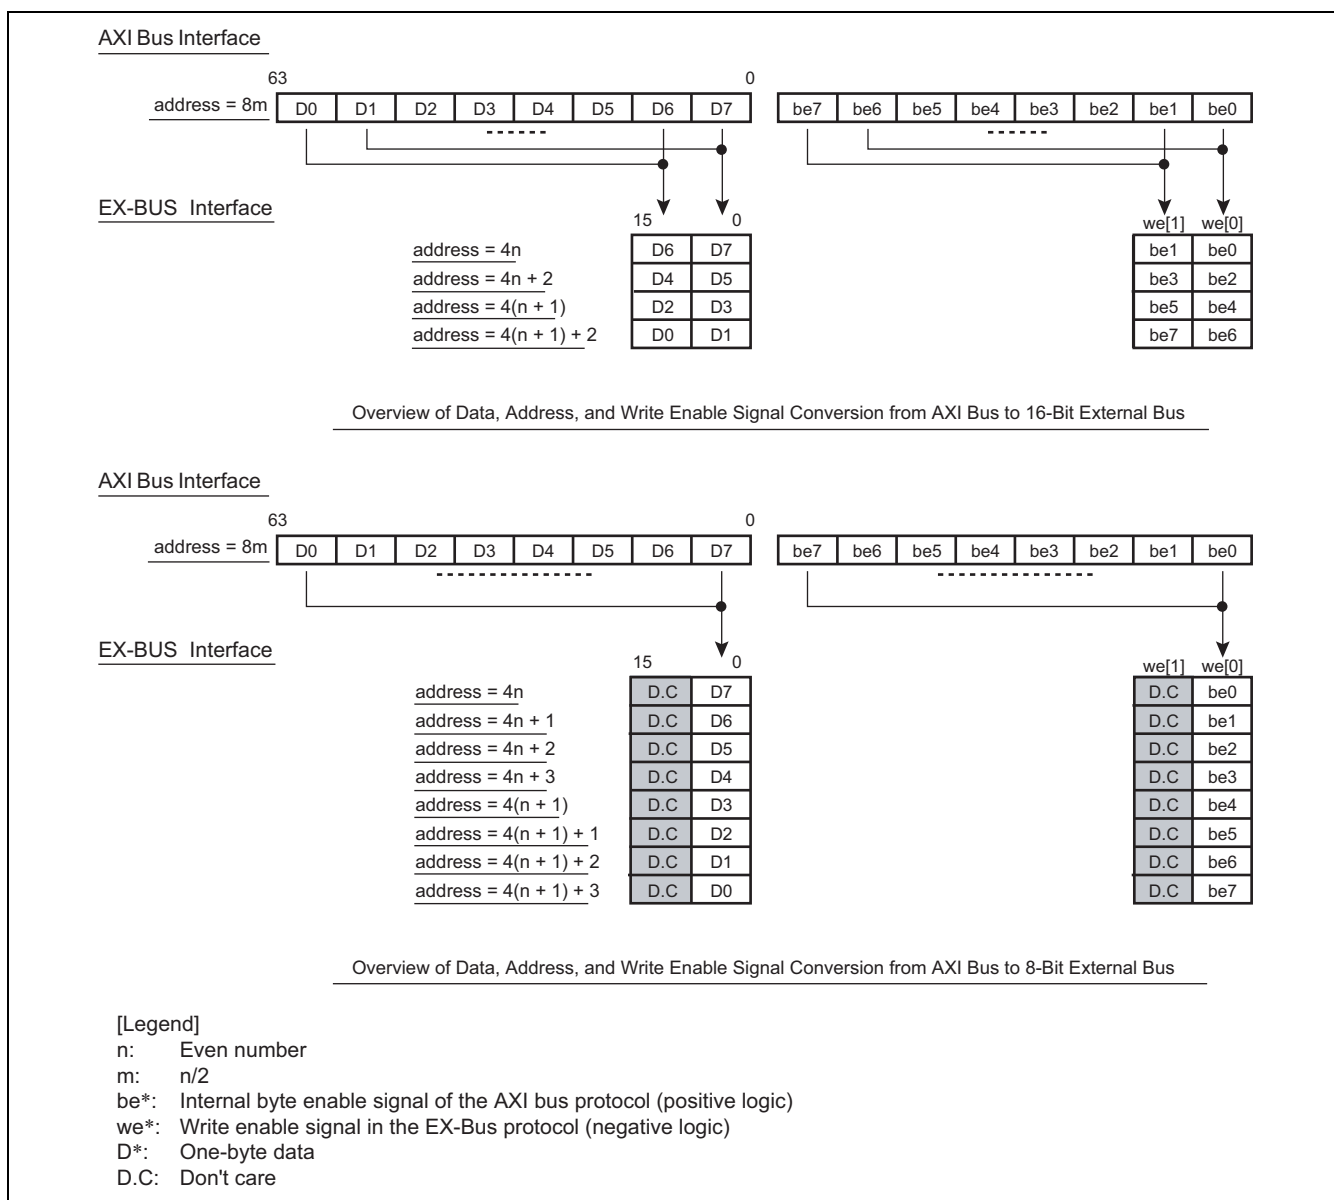 AXI Bus Interface
63 0
address = 8m D0 D1 D2 D3 D4 D5 D6 D7 be7 be6 be5 be4 be3 be2 be1 be0
EX-BUS Interface
15 0 we[1] we[0]
address = 4n D6 D7 be1 be0
address = 4n + 2 D4 D5 be3 be2
address = 4(n + 1) D2 D3 be5 be4
address = 4(n + 1) + 2 D0 D1 be7 be6
Overview of Data, Address, and Write Enable Signal Conversion from AXI Bus to 16-Bit External Bus
AXI Bus Interface
63 0
address = 8m D0 D1 D2 D3 D4 D5 D6 D7 be7 be6 be5 be4 be3 be2 be1 be0
EX-BUS Interface
15 0 we[1] we[0]
address = 4n D.C D7 D.C be0
address = 4n + 1 D.C D6 D.C be1
address = 4n + 2 D.C D5 D.C be2
address = 4n + 3 D.C D4 D.C be3
address = 4(n + 1) D.C D3 D.C be4
address = 4(n + 1) + 1 D.C D2 D.C be5
address = 4(n + 1) + 2 D.C D1 D.C be6
address = 4(n + 1) + 3 D.C D0 D.C be7
Overview of Data, Address, and Write Enable Signal Conversion from AXI Bus to 8-Bit External Bus
[Legend]
n: Even number
m: n/2
be*: Internal byte enable signal of the AXI bus protocol (positive logic)
we*: Write enable signal in the EX-Bus protocol (negative logic)
D*: One-byte data
D.C: Don't care